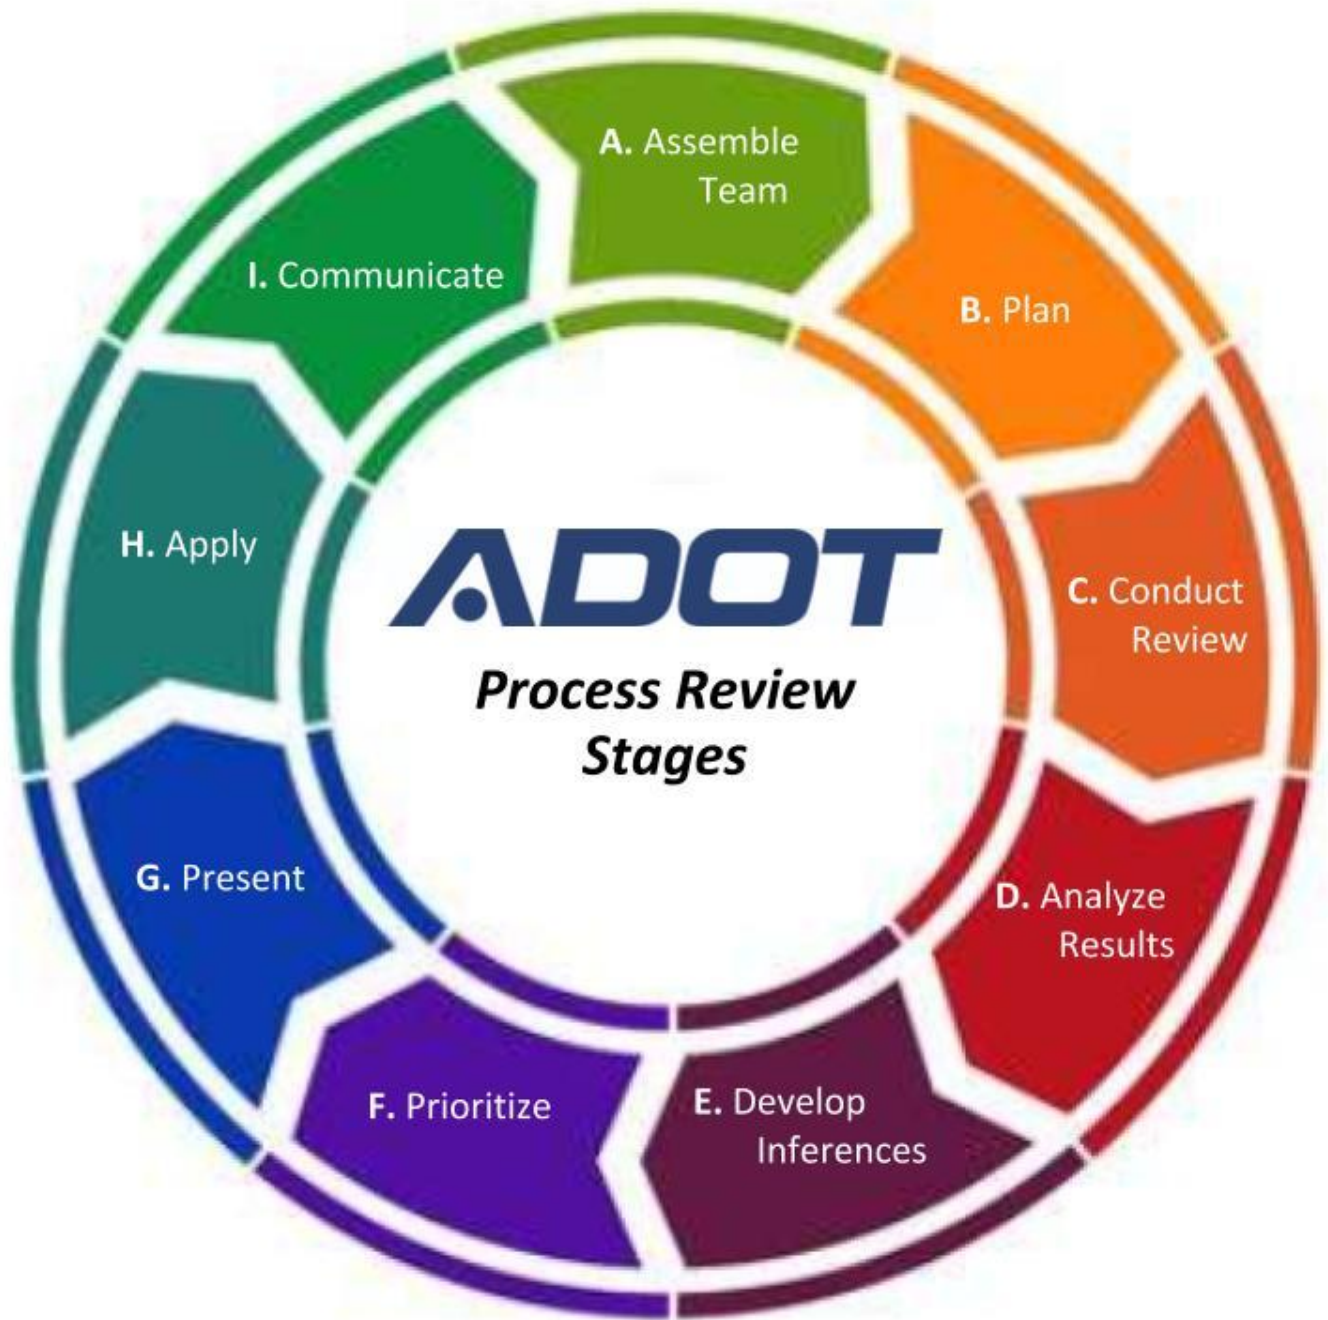 A. Assemble
Team
B. Plan
C. Conduct
Review
D. Analyze
Results
E. Develop
Inferences
F. Prioritize
G. Present
H. Apply
I. Communicate
ADOT
Process Review
Stages